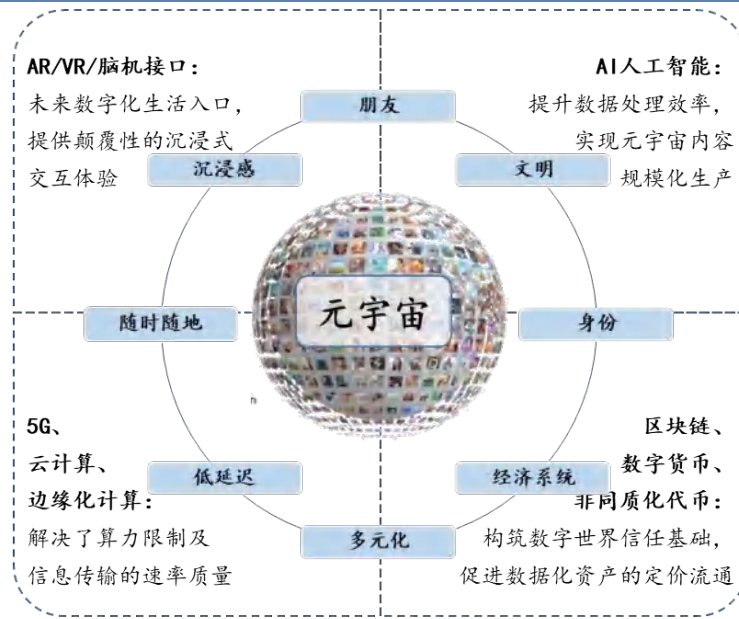 AR/VR/脑机接口：
未来数字化生活入口，
提供颠覆性的沉浸式
交互体验
AI人工智能：
提升数据处理效率，
实现元宇宙内容
规模化生产
朋友
沉浸感
文明
元宇宙
随时随地
身份
低延迟
经济系统
多元化
5G、
云计算、
边缘化计算：
解决了算力限制及
信息传输的速率质量
区块链、
数字货币、
非同质化代币：
构筑数字世界信任基础，
促进数据化资产的定价流通